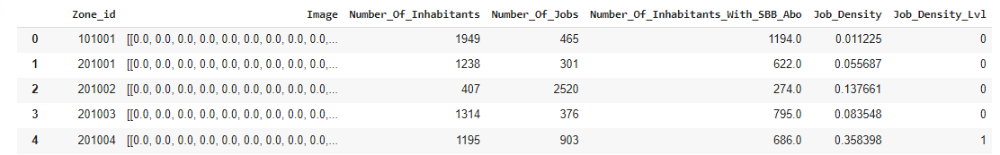 Zone_id Image Number_Of_Inhabitants Number_Of_Jobs Number_Of_Inhabitants_With_SBB_Abo Job_Density Job_Density_Lvl
0 101001 [[0.0, 0.0, 0.0, 0.0, 0.0, 0.0, 0.0, 0.0, 0.0,... 1949 465 1194.0 0.011225 0
1 201001 [[0.0, 0.0, 0.0, 0.0, 0.0, 0.0, 0.0, 0.0, 0.0,... 1238 301 622.0 0.055687 0
2 201002 [[0.0, 0.0, 0.0, 0.0, 0.0, 0.0, 0.0, 0.0, 0.0,... 407 2520 274.0 0.137661 0
3 201003 [[0.0, 0.0, 0.0, 0.0, 0.0, 0.0, 0.0, 0.0, 0.0,... 1314 376 795.0 0.083548 0
4 201004 [[0.0, 0.0, 0.0, 0.0, 0.0, 0.0, 0.0, 0.0, 0.0,... 1195 903 686.0 0.358398 1